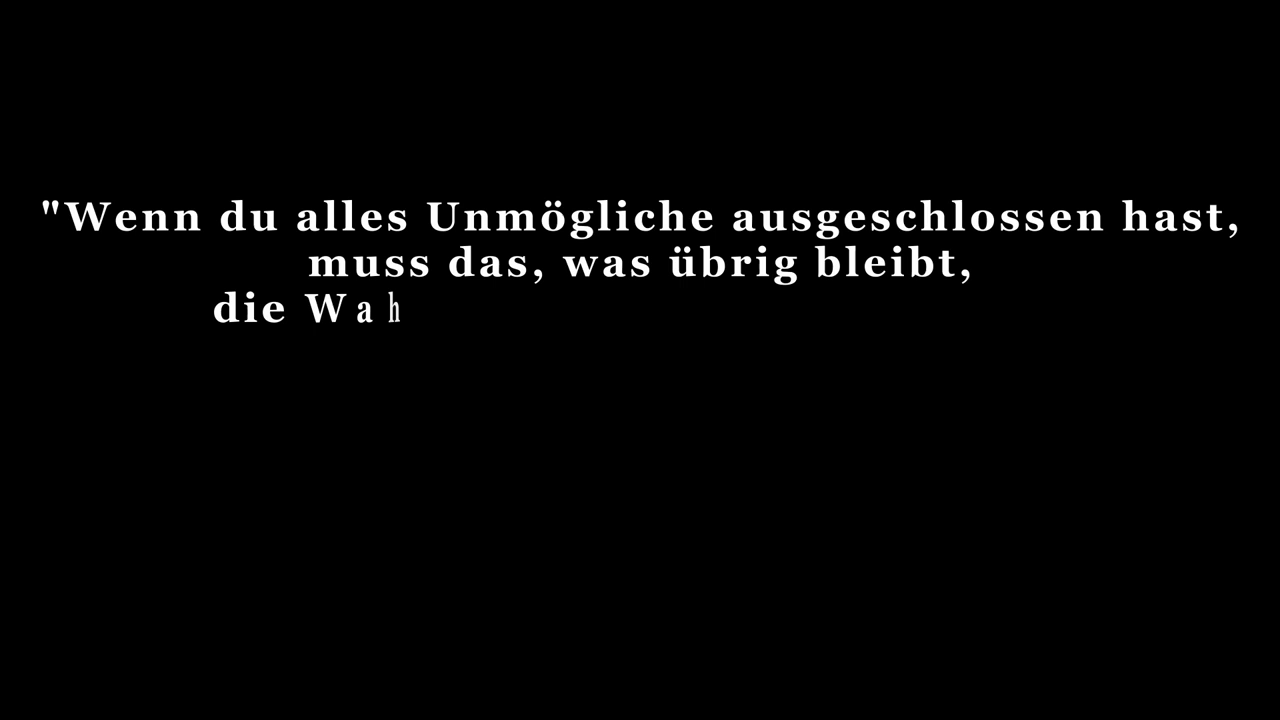 "Wenn du alles Unmögliche ausgeschlossen hast,
muss das, was übrig bleibt,
die Wah